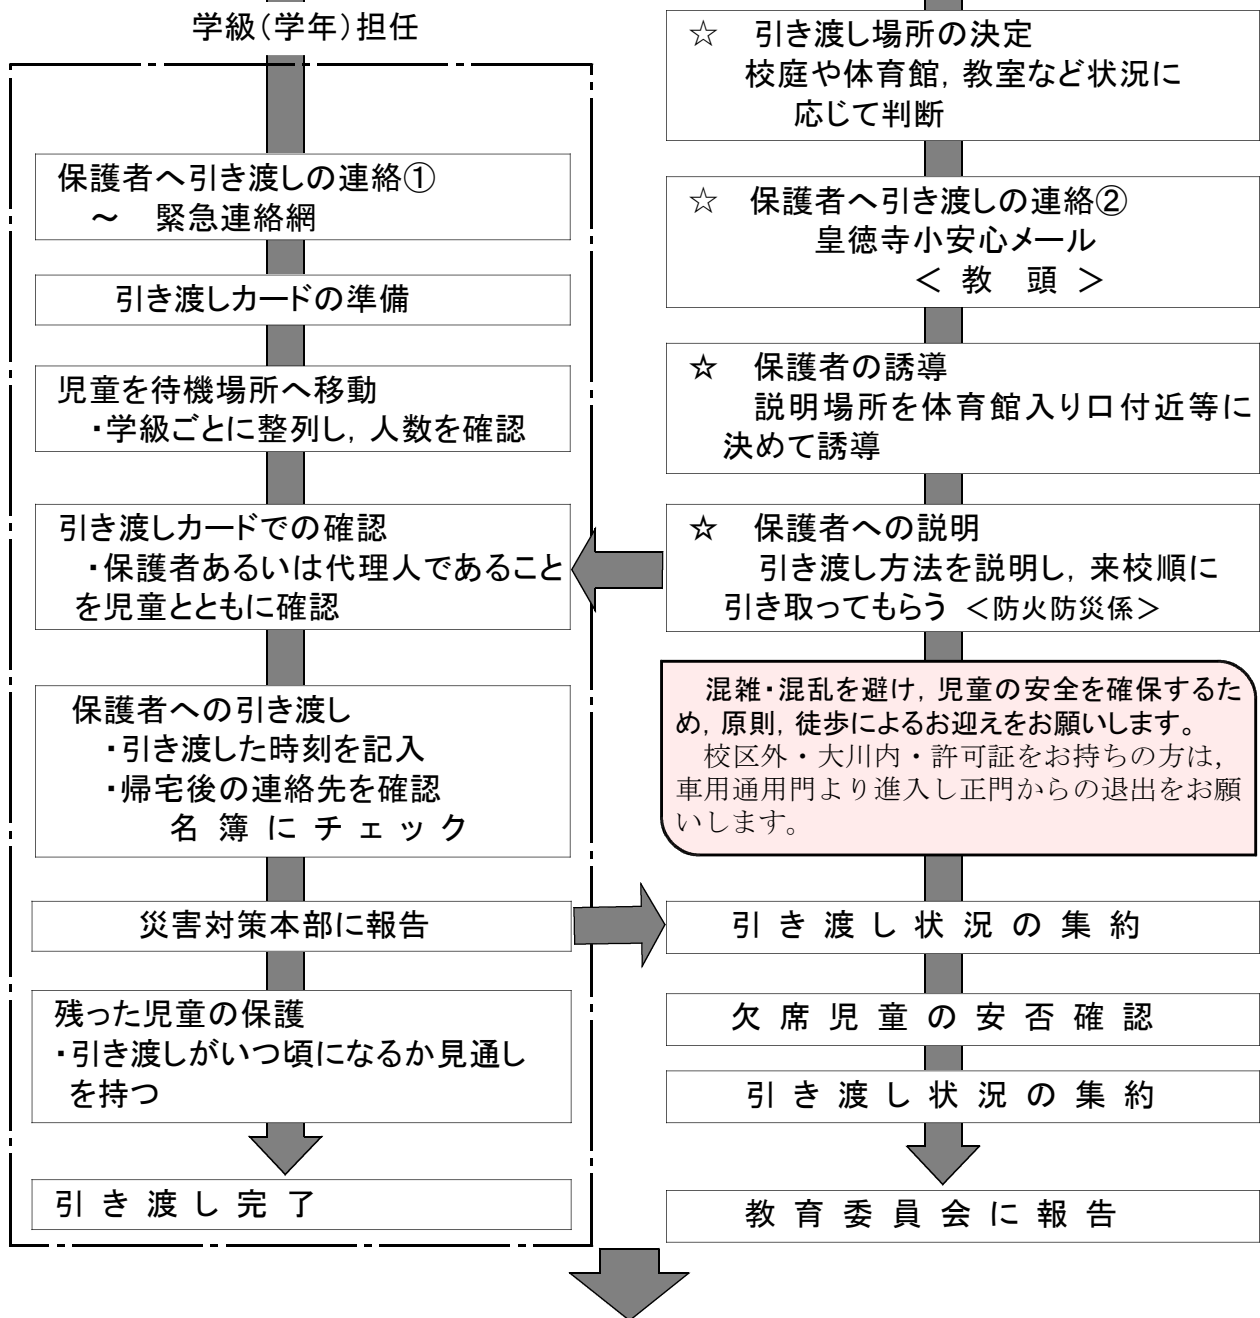 学級(学年)担任
保護者へ引き渡しの連絡①
～　緊急連絡網
引き渡しカードの準備
児童を待機場所へ移動
・学級ごとに整列し,人数を確認
引き渡しカードでの確認
・保護者あるいは代理人であること
を児童とともに確認
保護者への引き渡し
・引き渡した時刻を記入
・帰宅後の連絡先を確認
名 簿 に チ ェ ッ ク
災害対策本部に報告
残った児童の保護
・引き渡しがいつ頃になるか見通し
を持つ
引 き 渡 し 完 了
☆　引き渡し場所の決定
校庭や体育館,教室など状況に
応じて判断
☆　保護者へ引き渡しの連絡②
皇徳寺小安心メール
＜ 教　頭 ＞
☆　保護者の誘導
説明場所を体育館入り口付近等に
決めて誘導
☆　保護者への説明
引き渡し方法を説明し,来校順に
引き取ってもらう ＜防火防災係＞
混雑・混乱を避け,児童の安全を確保するた
め,原則,徒歩によるお迎えをお願いします。
校区外・大川内・許可証をお持ちの方は,
車用通用門より進入し正門からの退出をお願
いします。
引 き 渡 し 状 況 の 集 約
欠 席 児 童 の 安 否 確 認
引 き 渡 し 状 況 の 集 約
教 育 委 員 会 に 報 告